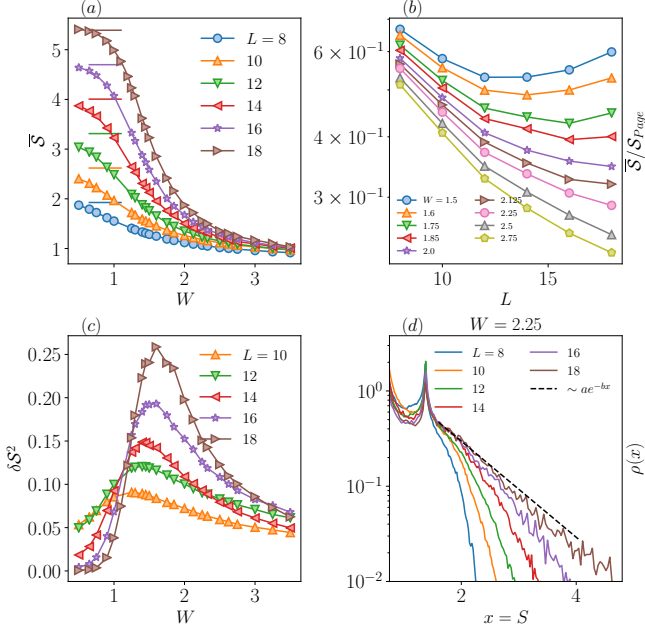 (a)
S̅
5
4
3
2
1
1
2
3
W
L = 8
10
12
14
16
18
(b)
6 × 10⁻¹
4 × 10⁻¹
3 × 10⁻¹
S̅/S_Page
10
15
L
W = 1.5
1.6
1.75
1.85
2.0
2.125
2.25
2.5
2.75
(c)
δS²
0.25
0.20
0.15
0.10
0.05
0.00
1
2
3
W
L = 10
12
14
16
18
(d)
W = 2.25
10⁰
10⁻¹
10⁻²
ρ(x)
2
4
x = S
L = 8
10
12
14
16
18
~ ae⁻ᵇˣ